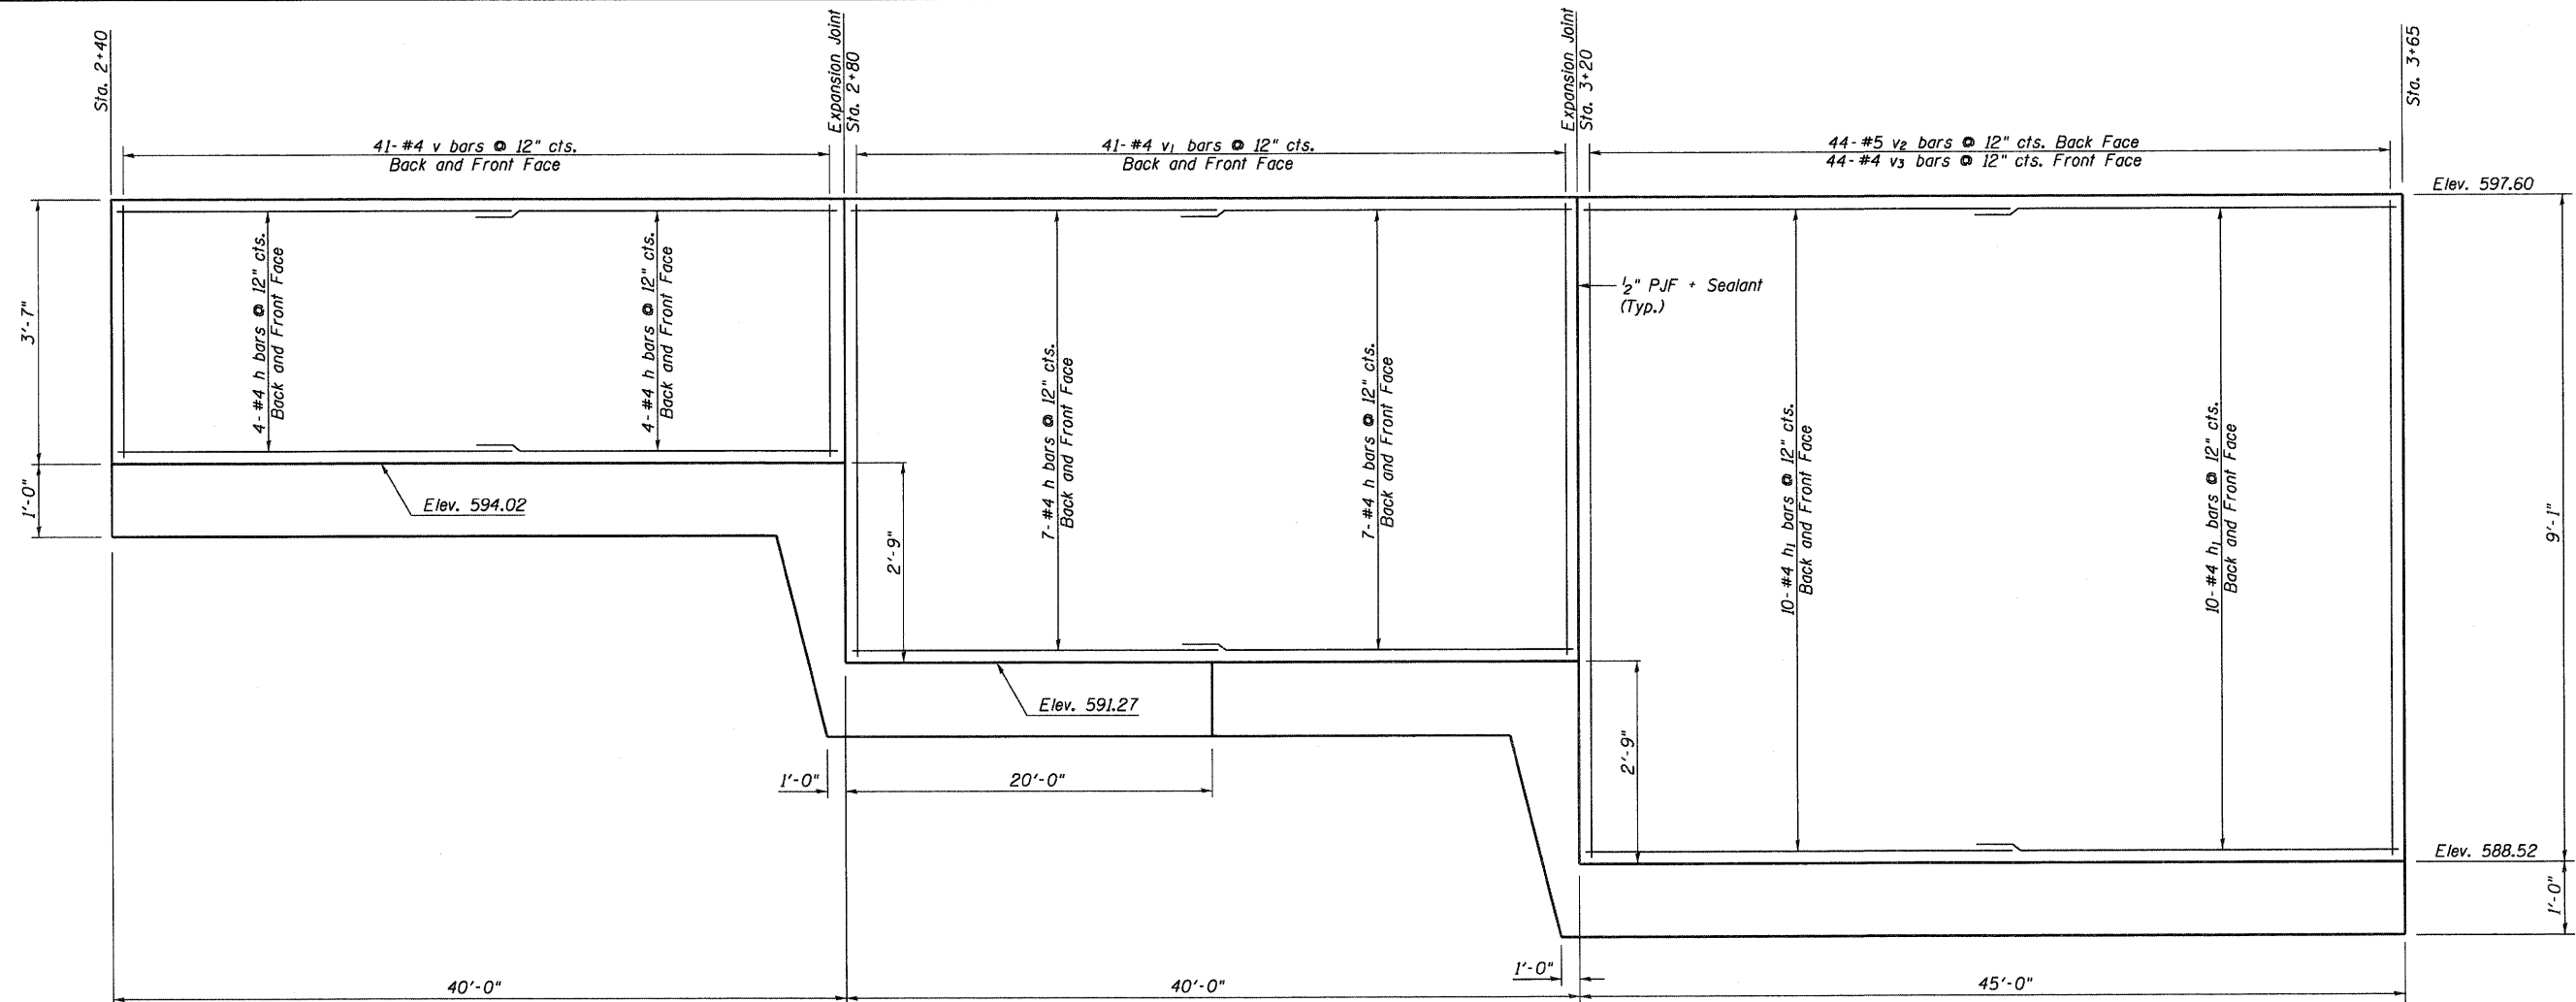 Sta. 2+40
Expansion Joint
Sta. 2+80
Expansion Joint
Sta. 3+20
Sta. 3+65
41-#4 v bars @ 12" cts.
Back and Front Face
41-#4 v1 bars @ 12" cts.
Back and Front Face
44-#5 v2 bars @ 12" cts. Back Face
44-#4 v3 bars @ 12" cts. Front Face
Elev. 597.60
3'-7"
4-#4 h bars @ 12" cts.
Back and Front Face
4-#4 h bars @ 12" cts.
Back and Front Face
7-#4 h bars @ 12" cts.
Back and Front Face
7-#4 h bars @ 12" cts.
Back and Front Face
1/2" PJF + Sealant
(Typ.)
10-#4 h1 bars @ 12" cts.
Back and Front Face
10-#4 h1 bars @ 12" cts.
Back and Front Face
9'-1"
1'-0"
Elev. 594.02
2'-9"
Elev. 591.27
2'-9"
1'-0"
20'-0"
Elev. 588.52
1'-0"
1'-0"
40'-0"
40'-0"
45'-0"